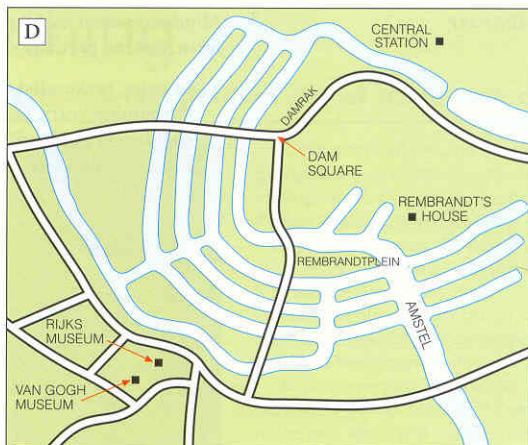 D
CENTRAL
STATION
DAMRAK
DAM
SQUARE
REMBRANDT'S
HOUSE
REMBRANDTPLEIN
AMSTEL
RIJKS
MUSEUM
VAN GOGH
MUSEUM